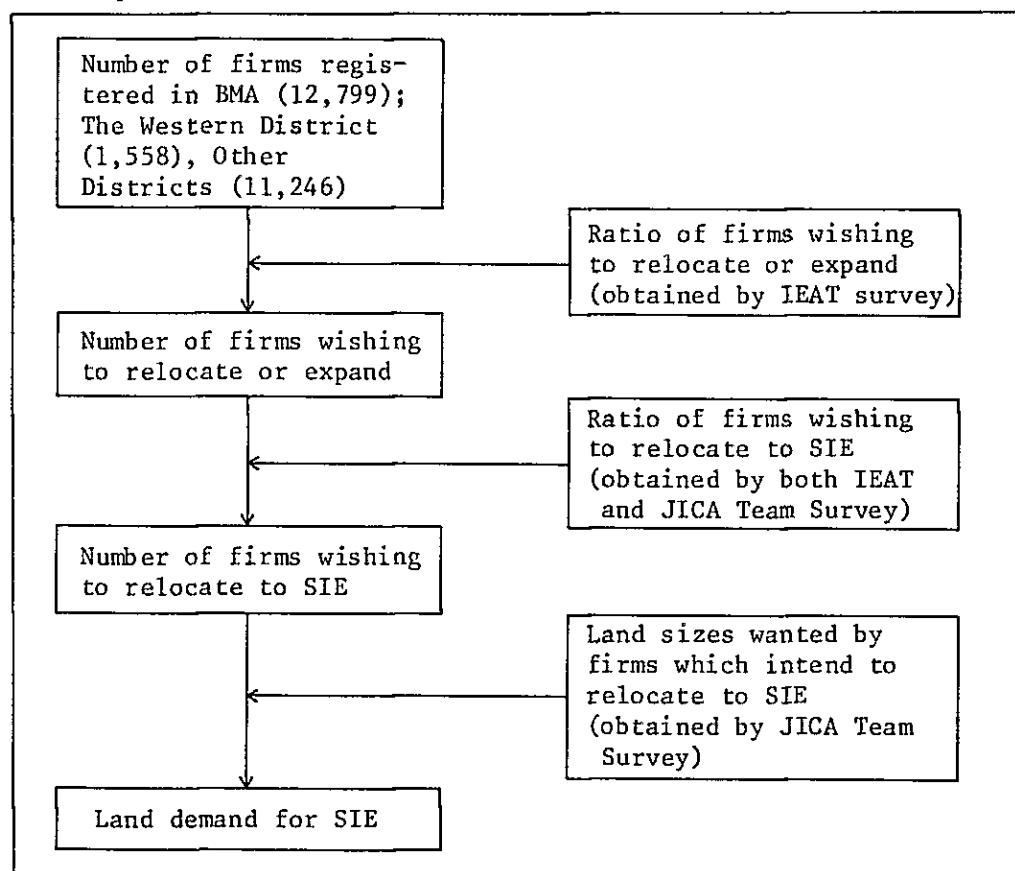 Number of firms regis-
tered in BMA (12,799);
The Western District
(1,558), Other
Districts (11,246)
Ratio of firms wishing
to relocate or expand
(obtained by IEAT survey)
Number of firms wishing
to relocate or expand
Ratio of firms wishing
to relocate to SIE
(obtained by both IEAT
and JICA Team Survey)
Number of firms wishing
to relocate to SIE
Land sizes wanted by
firms which intend to
relocate to SIE
(obtained by JICA Team
Survey)
Land demand for SIE